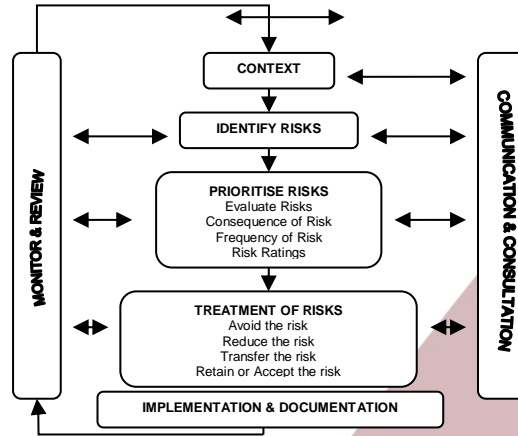 CONTEXT
IDENTIFY RISKS
PRIORITISE RISKS
Evaluate Risks
Consequence of Risk
Frequency of Risk
Risk Ratings
TREATMENT OF RISKS
Avoid the risk
Reduce the risk
Transfer the risk
Retain or Accept the risk
IMPLEMENTATION & DOCUMENTATION
MONITOR & REVIEW
COMMUNICATION & CONSULTATION